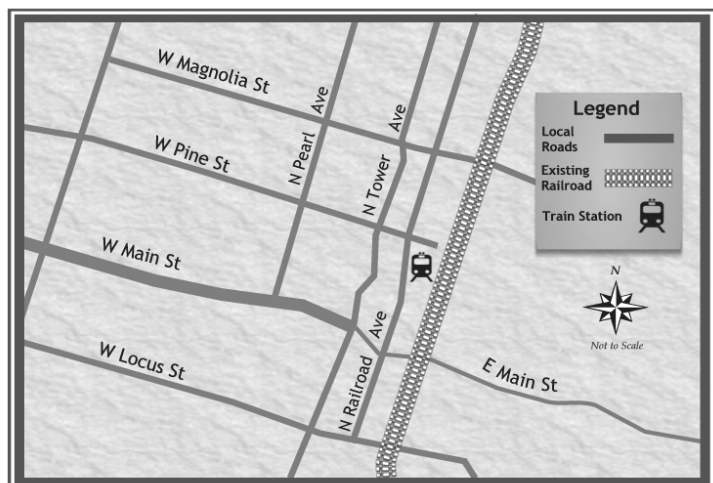 W Magnolia St
N Pearl Ave
N Tower Ave
W Pine St
W Main St
W Locus St
N Railroad Ave
E Main St
Legend
Local
Roads
Existing
Railroad
Train Station
N
Not to Scale